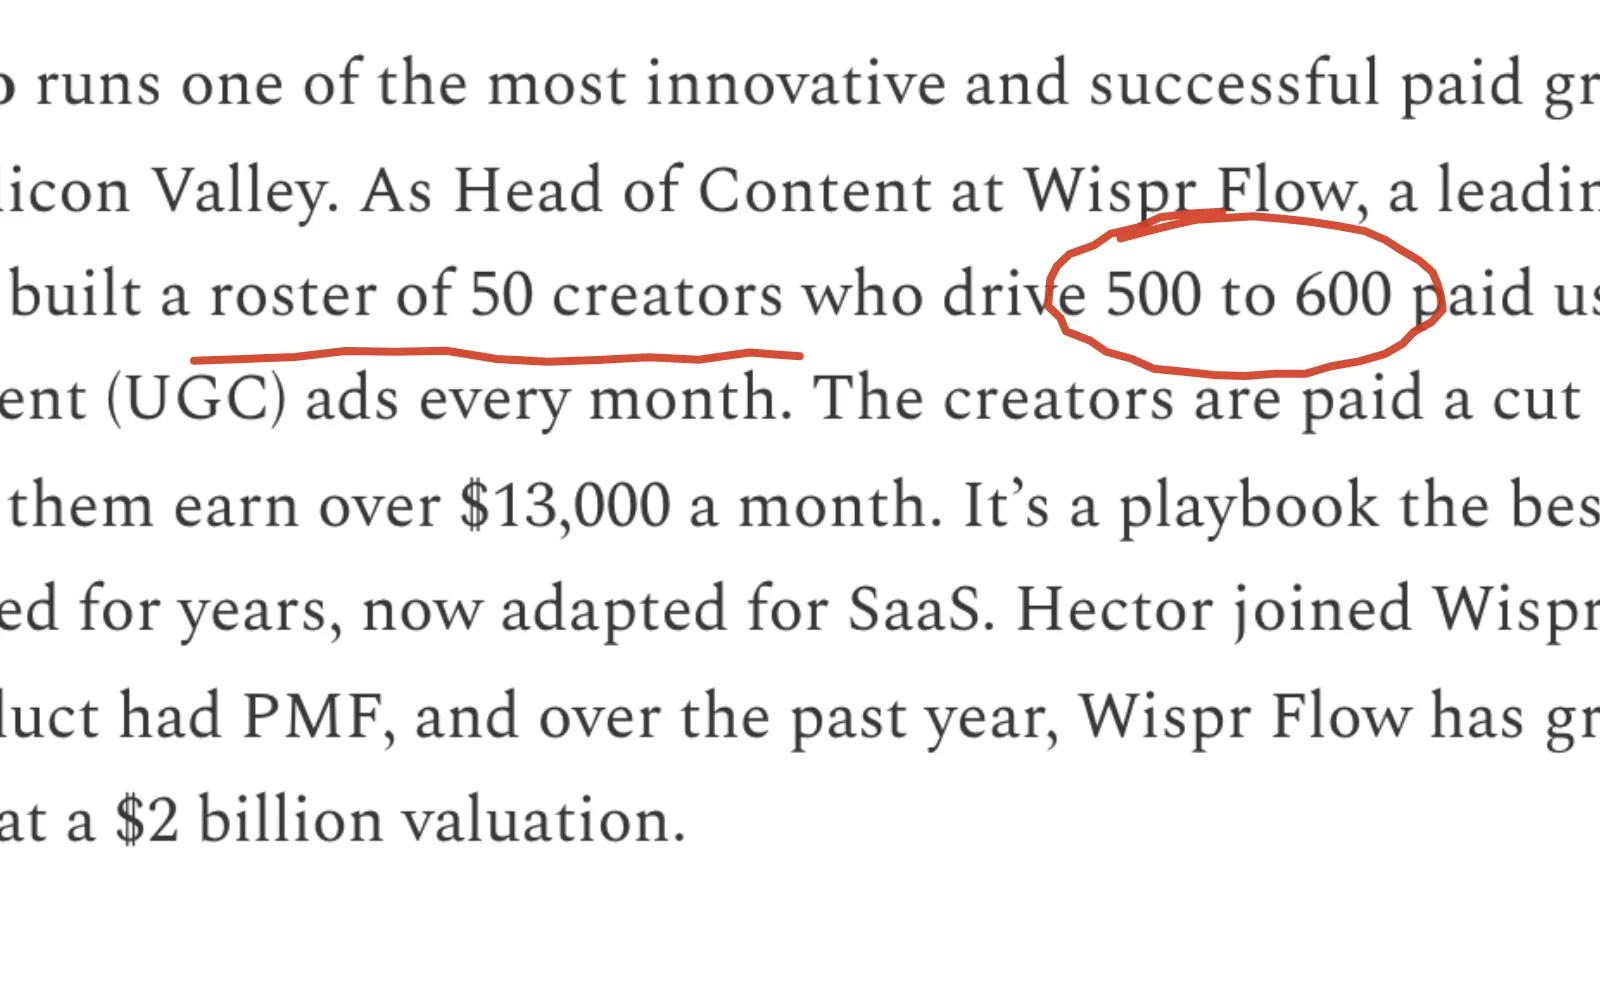 runs one of the most innovative and successful paid gr
licon Valley. As Head of Content at Wispr Flow, a leadin
built a roster of 50 creators who drive 500 to 600 paid us
ent (UGC) ads every month. The creators are paid a cut
them earn over $13,000 a month. It’s a playbook the bes
ed for years, now adapted for SaaS. Hector joined Wispr
luct had PMF, and over the past year, Wispr Flow has gr
at a $2 billion valuation.